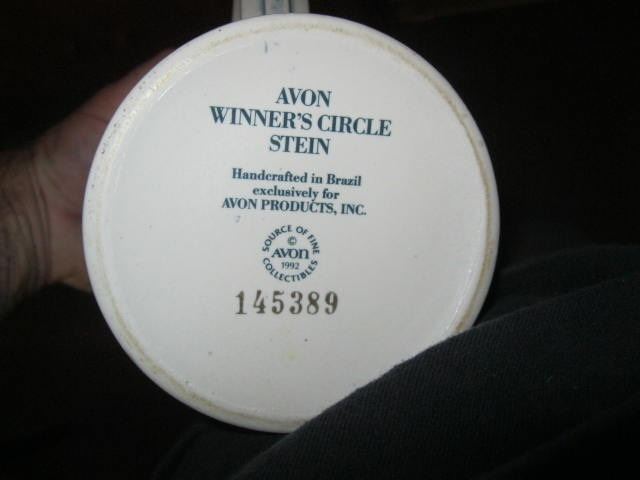 AVON
WINNER'S CIRCLE
STEIN
Handcrafted in Brazil
exclusively for
AVON PRODUCTS, INC.
SOURCE OF FINE
©
AVON
1992
COLLECTIBLES
145389